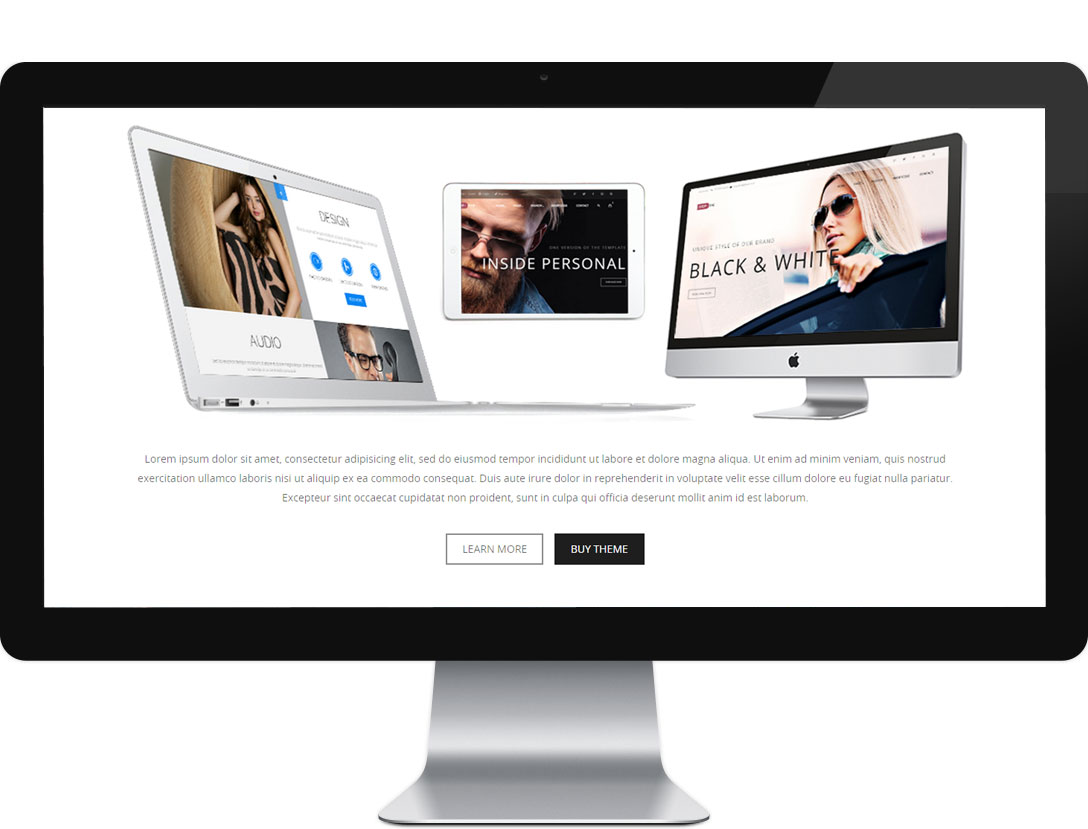 DESIGN
READ MORE
AUDIO
CONTACT
ONE VERSION OF THE TEMPLATE
INSIDE PERSONAL
CONTACT
UNIQUE STYLE OF OUR BRAND
BLACK & WHITE
Lorem ipsum dolor sit amet, consectetur adipisicing elit, sed do eiusmod tempor incididunt ut labore et dolore magna aliqua. Ut enim ad minim veniam, quis nostrud
exercitation ullamco laboris nisi ut aliquip ex ea commodo consequat. Duis aute irure dolor in reprehenderit in voluptate velit esse cillum dolore eu fugiat nulla pariatur.
Excepteur sint occaecat cupidatat non proident, sunt in culpa qui officia deserunt mollit anim id est laborum.
LEARN MORE
BUY THEME